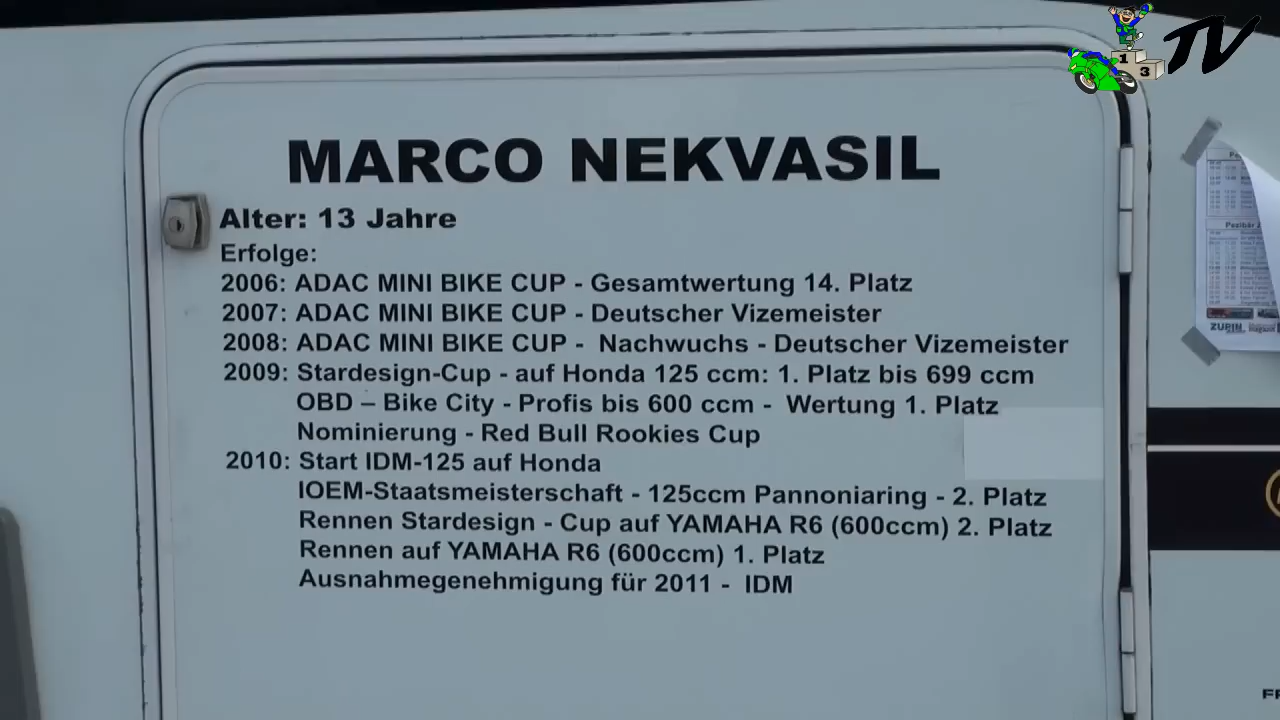 TV
1
3
MARCO NEKVASIL
Alter: 13 Jahre
Erfolge:
2006: ADAC MINI BIKE CUP - Gesamtwertung 14. Platz
2007: ADAC MINI BIKE CUP - Deutscher Vizemeister
2008: ADAC MINI BIKE CUP - Nachwuchs - Deutscher Vizemeister
2009: Stardesign-Cup - auf Honda 125 ccm: 1. Platz bis 699 ccm
OBD – Bike City - Profis bis 600 ccm - Wertung 1. Platz
Nominierung - Red Bull Rookies Cup
2010: Start IDM-125 auf Honda
IOEM-Staatsmeisterschaft - 125ccm Pannoniaring - 2. Platz
Rennen Stardesign - Cup auf YAMAHA R6 (600ccm) 2. Platz
Rennen auf YAMAHA R6 (600ccm) 1. Platz
Ausnahmegenehmigung für 2011 - IDM
ZUPIN